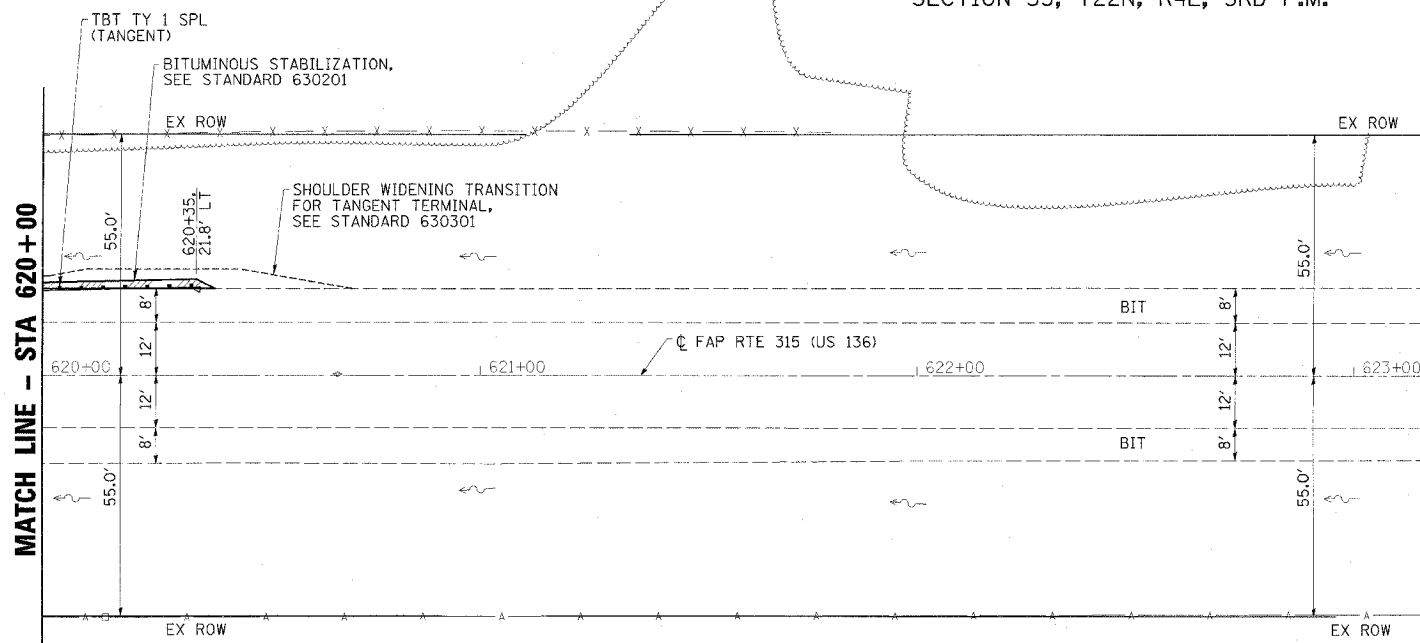 SECTION 35, T22N, R4E, 3RD P.M.
TBT TY 1 SPL
(TANGENT)
BITUMINOUS STABILIZATION,
SEE STANDARD 630201
EX ROW
EX ROW
SHOULDER WIDENING TRANSITION
FOR TANGENT TERMINAL,
SEE STANDARD 630301
620+35,
21.8' LT
55.0'
55.0'
MATCH LINE - STA 620+00
8'
BIT
8'
12'
℄ FAP RTE 315 (US 136)
12'
620+00
621+00
622+00
623+00
12'
12'
8'
BIT
8'
55.0'
55.0'
EX ROW
EX ROW